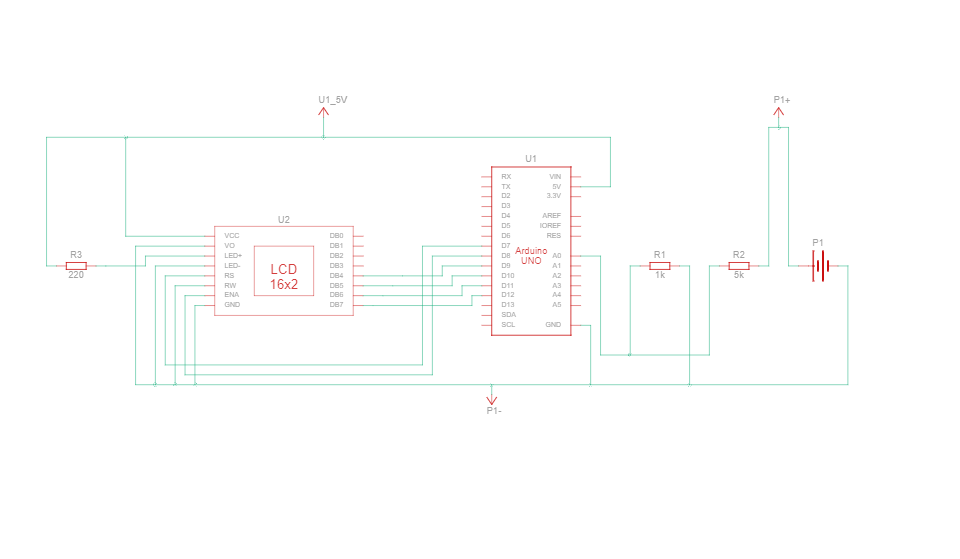 U1_5V
P1+
U1
RX
VIN
TX
5V
D2
3.3V
D3
D4
AREF
D5
IOREF
D6
RES
D7
D8
A0
D9
A1
D10
A2
D11
A3
D12
A4
D13
A5
SDA
SCL
GND
Arduino
UNO
U2
VCC
DB0
VO
DB1
LED+
DB2
LED-
DB3
RS
DB4
RW
DB5
ENA
DB6
GND
DB7
LCD
16x2
R3
220
R1
1k
R2
5k
P1
P1-